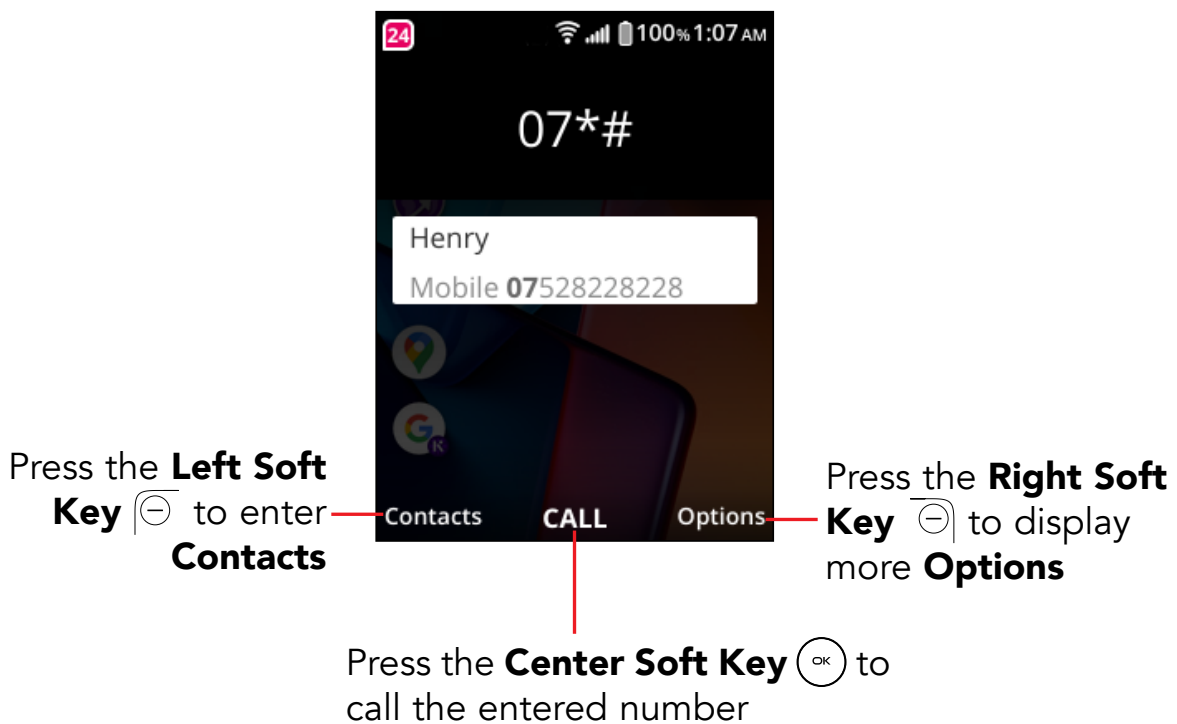 24 100% 1:07 AM
07*#
Henry
Mobile 07528228228
G K
Contacts CALL Options
Press the Left Soft
Key to enter
Contacts
Press the Right Soft
Key to display
more Options
Press the Center Soft Key OK to
call the entered number